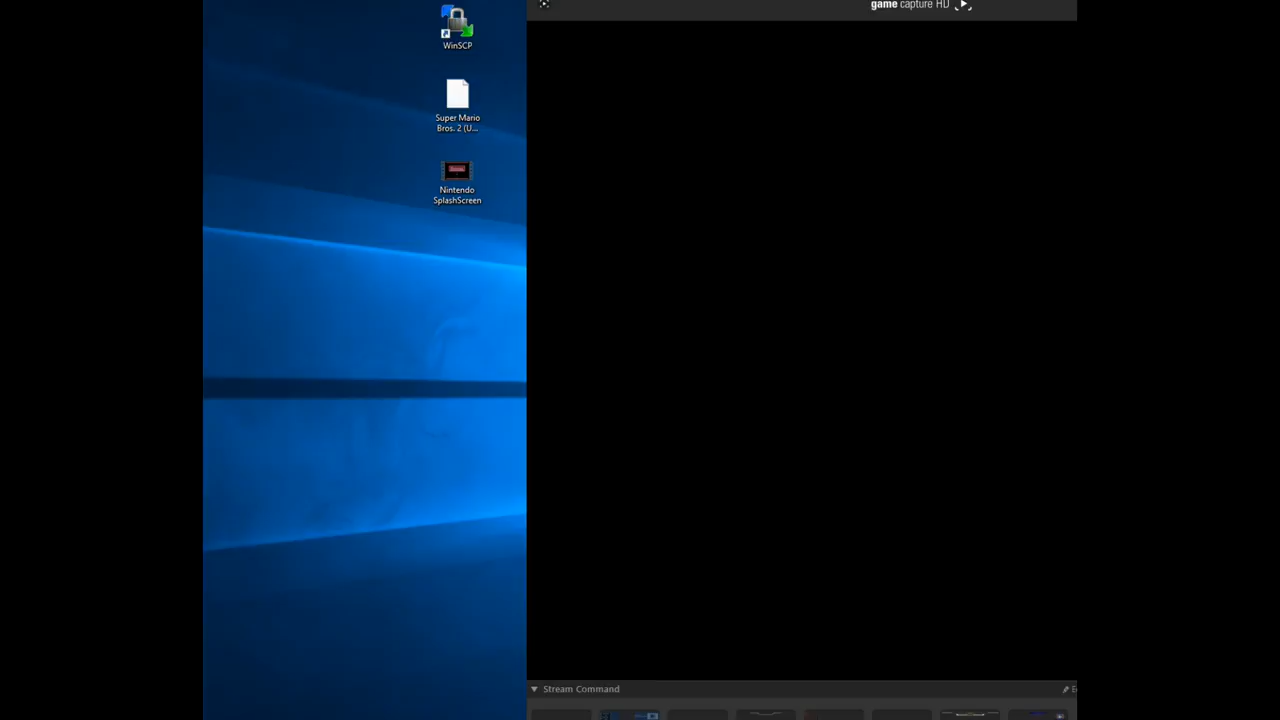 game capture HD
WinSCP
Super Mario
Bros. 2 (U...
Nintendo
SplashScreen
Stream Command